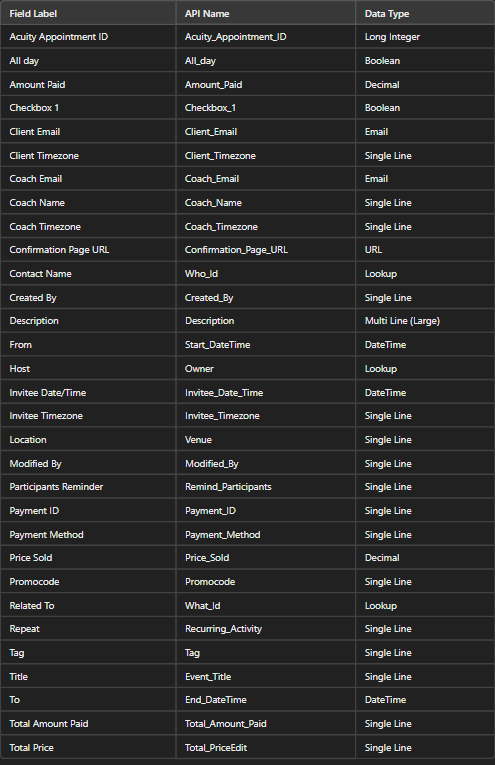 Field Label API Name Data Type
Acuity Appointment ID Acuity_Appointment_ID Long Integer
All day All_day Boolean
Amount Paid Amount_Paid Decimal
Checkbox 1 Checkbox_1 Boolean
Client Email Client_Email Email
Client Timezone Client_Timezone Single Line
Coach Email Coach_Email Email
Coach Name Coach_Name Single Line
Coach Timezone Coach_Timezone Single Line
Confirmation Page URL Confirmation_Page_URL URL
Contact Name Who_Id Lookup
Created By Created_By Single Line
Description Description Multi Line (Large)
From Start_DateTime DateTime
Host Owner Lookup
Invitee Date/Time Invitee_Date_Time DateTime
Invitee Timezone Invitee_Timezone Single Line
Location Venue Single Line
Modified By Modified_By Single Line
Participants Reminder Remind_Participants Single Line
Payment ID Payment_ID Single Line
Payment Method Payment_Method Single Line
Price Sold Price_Sold Decimal
Promocode Promocode Single Line
Related To What_Id Lookup
Repeat Recurring_Activity Single Line
Tag Tag Single Line
Title Event_Title Single Line
To End_DateTime DateTime
Total Amount Paid Total_Amount_Paid Single Line
Total Price Total_PriceEdit Single Line